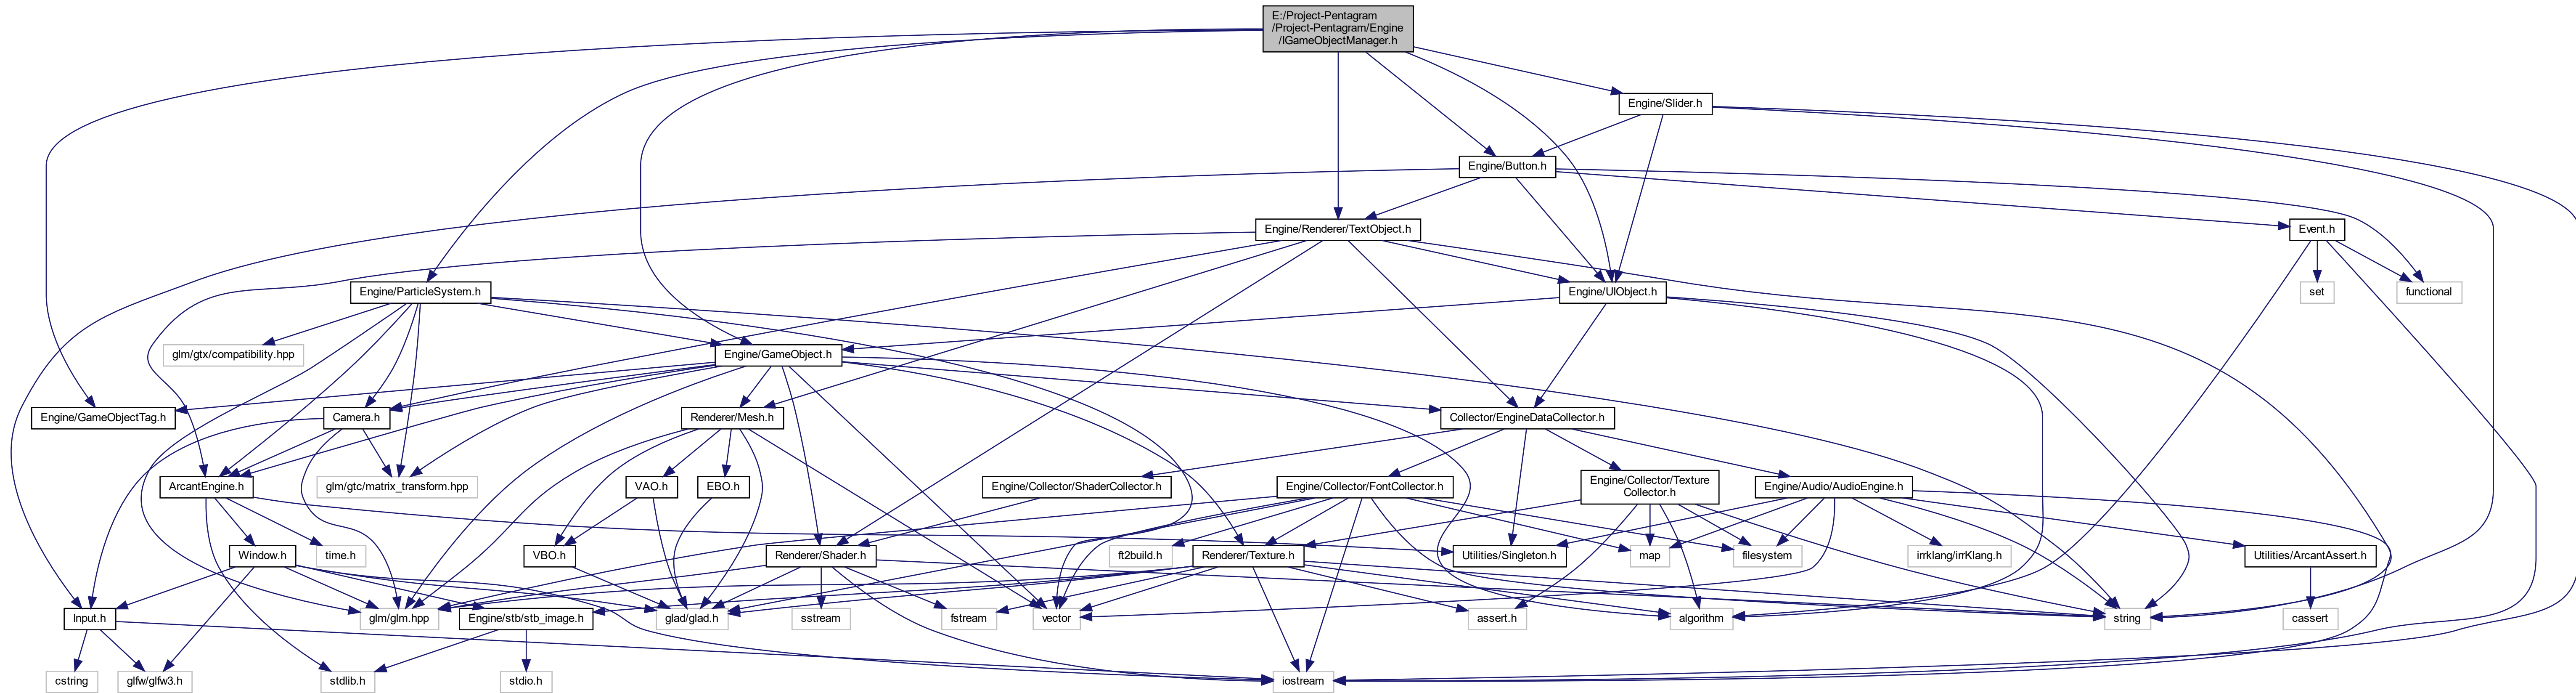 E:/Project-Pentagram
/Project-Pentagram/Engine
/IGameObjectManager.h
Engine/Slider.h
Engine/Button.h
Engine/Renderer/TextObject.h
Event.h
Engine/ParticleSystem.h
Engine/UIObject.h
set
functional
glm/gtx/compatibility.hpp
Engine/GameObject.h
Engine/GameObjectTag.h
Camera.h
Renderer/Mesh.h
Collector/EngineDataCollector.h
ArcantEngine.h
glm/gtc/matrix_transform.hpp
VAO.h
EBO.h
Engine/Collector/ShaderCollector.h
Engine/Collector/FontCollector.h
Engine/Collector/Texture
Collector.h
Engine/Audio/AudioEngine.h
Window.h
time.h
VBO.h
Renderer/Shader.h
ft2build.h
Renderer/Texture.h
Utilities/Singleton.h
map
filesystem
irrklang/irrKlang.h
Utilities/ArcantAssert.h
Input.h
glm/glm.hpp
Engine/stb/stb_image.h
glad/glad.h
sstream
fstream
vector
assert.h
algorithm
string
cassert
cstring
glfw/glfw3.h
stdlib.h
stdio.h
iostream